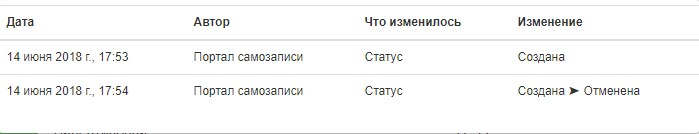 Дата Автор Что изменилось Изменение
14 июня 2018 г., 17:53 Портал самозаписи Статус Создана
14 июня 2018 г., 17:54 Портал самозаписи Статус Создана ➤ Отменена